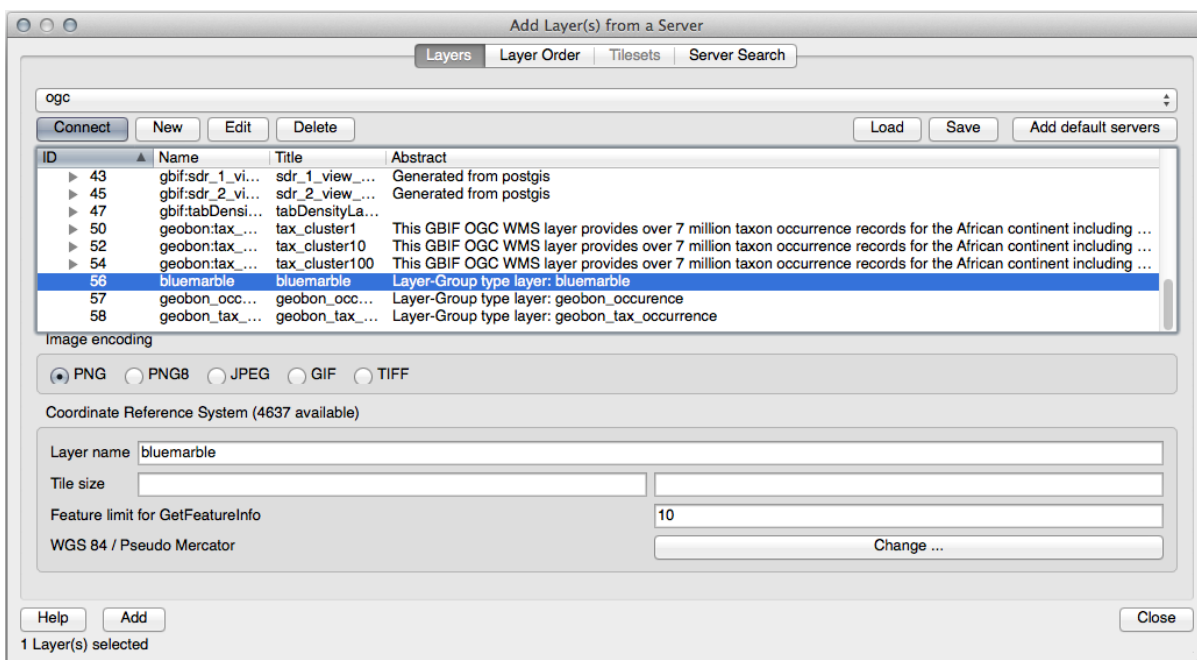 Add Layer(s) from a Server
Layers Layer Order Tilesets Server Search
ogc
Connect New Edit Delete Load Save Add default servers
ID Name Title Abstract
43 gbif:sdr_1_vi... sdr_1_view_... Generated from postgis
45 gbif:sdr_2_vi... sdr_2_view_... Generated from postgis
47 gbif:tabDensi... tabDensityLa...
50 geobon:tax_... tax_cluster1 This GBIF OGC WMS layer provides over 7 million taxon occurrence records for the African continent including ...
52 geobon:tax_... tax_cluster10 This GBIF OGC WMS layer provides over 7 million taxon occurrence records for the African continent including ...
54 geobon:tax_... tax_cluster100 This GBIF OGC WMS layer provides over 7 million taxon occurrence records for the African continent including ...
56 bluemarble bluemarble Layer-Group type layer: bluemarble
57 geobon_occ... geobon_occ... Layer-Group type layer: geobon_occurence
58 geobon_tax_... geobon_tax_... Layer-Group type layer: geobon_tax_occurrence
Image encoding
PNG PNG8 JPEG GIF TIFF
Coordinate Reference System (4637 available)
Layer name bluemarble
Tile size
Feature limit for GetFeatureInfo 10
WGS 84 / Pseudo Mercator Change ...
Help Add Close
1 Layer(s) selected